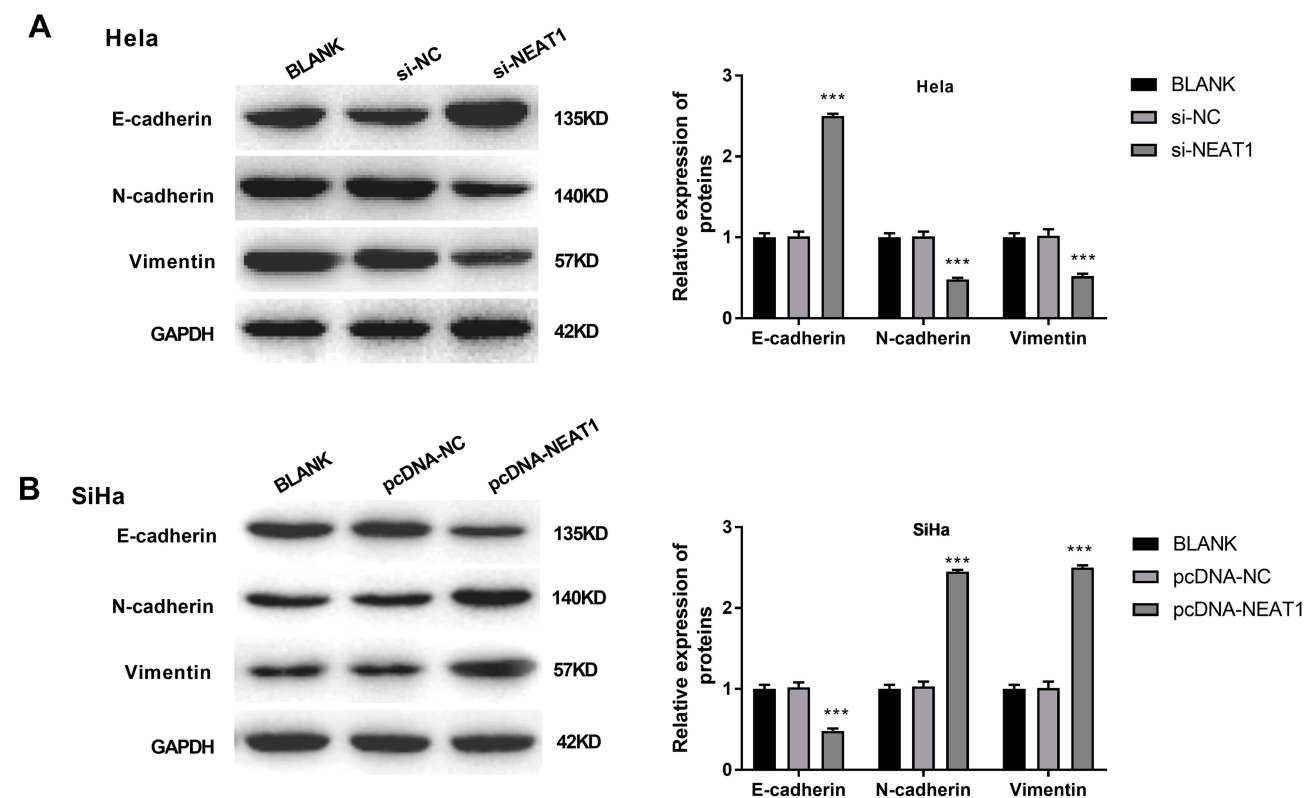 A
Hela
BLANK
si-NC
si-NEAT1
E-cadherin
135KD
N-cadherin
140KD
Vimentin
57KD
GAPDH
42KD
Relative expression of
proteins
3
2
1
0
Hela
***
***
***
E-cadherin
N-cadherin
Vimentin
BLANK
si-NC
si-NEAT1
B
SiHa
BLANK
pcDNA-NC
pcDNA-NEAT1
E-cadherin
135KD
N-cadherin
140KD
Vimentin
57KD
GAPDH
42KD
Relative expression of
proteins
3
2
1
0
SiHa
***
***
***
E-cadherin
N-cadherin
Vimentin
BLANK
pcDNA-NC
pcDNA-NEAT1